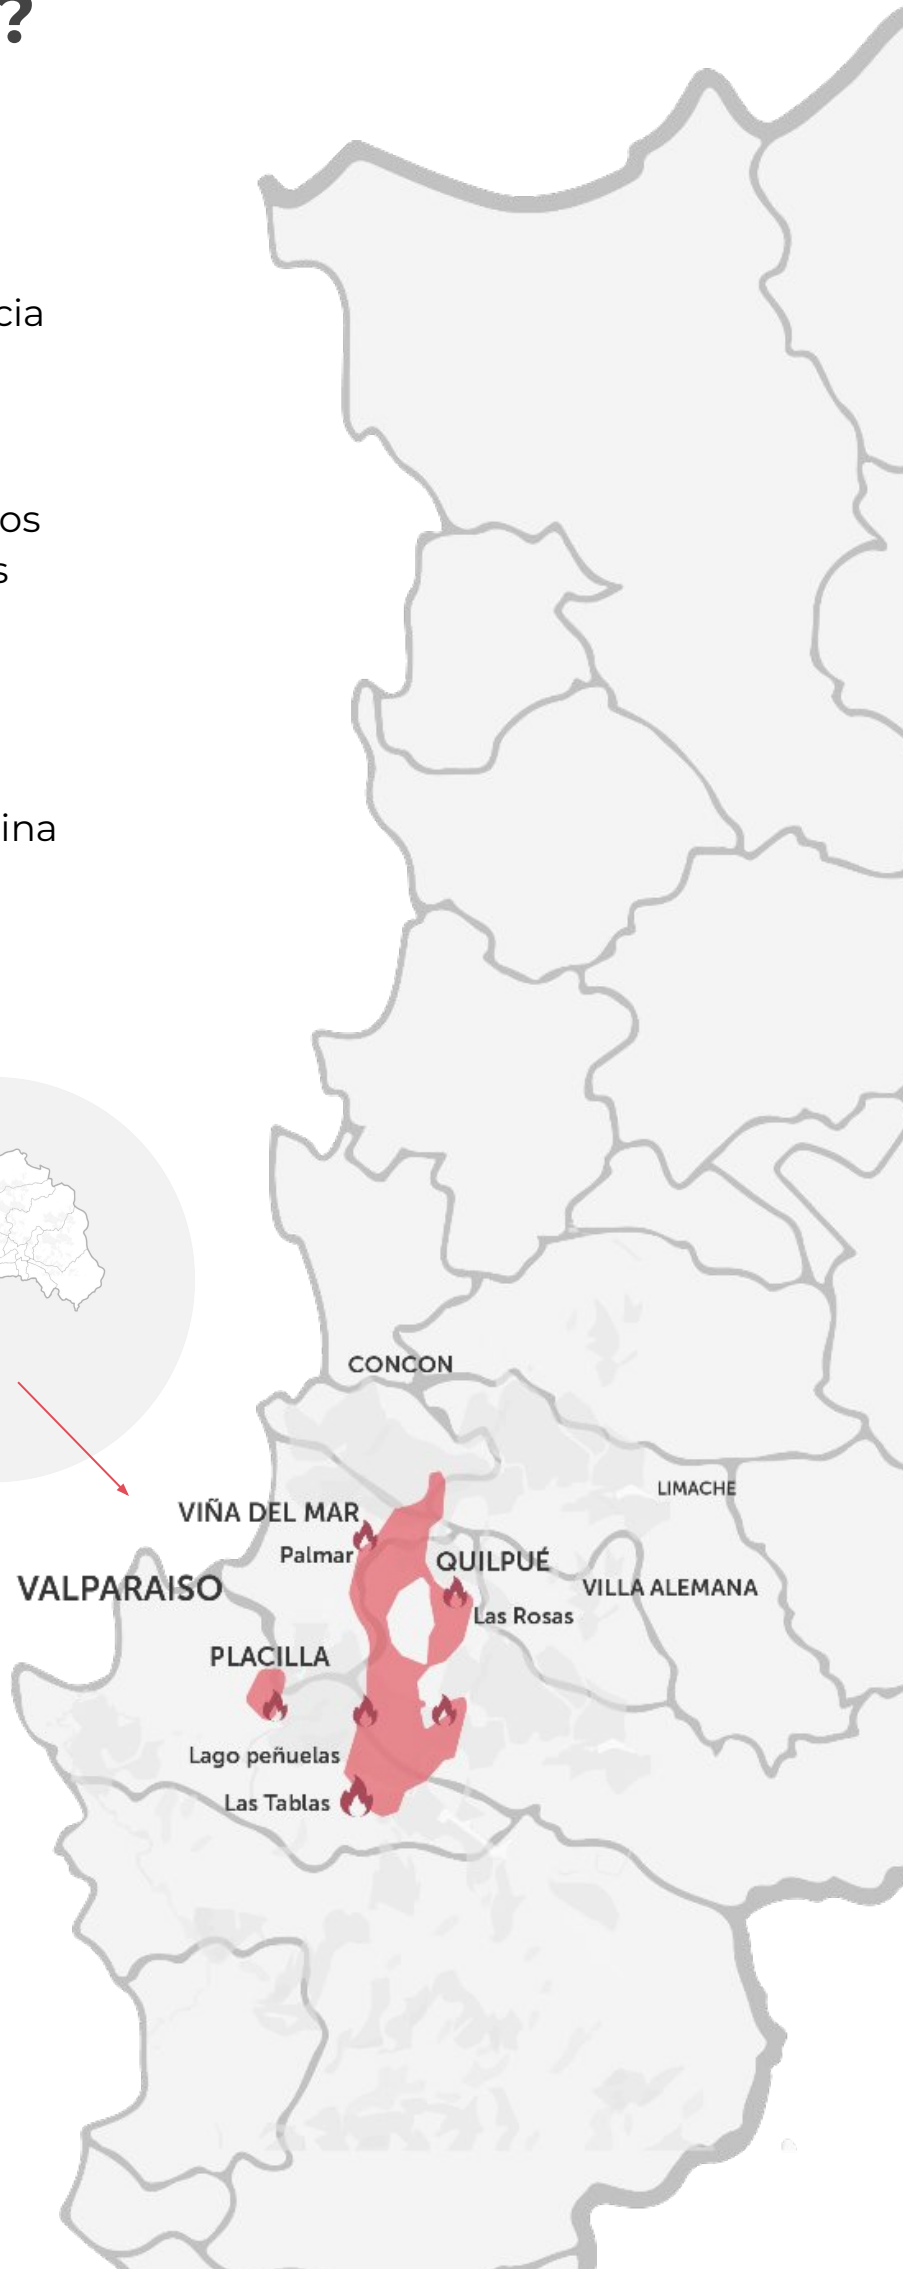 ?
cia
os
s
ina
CONCON
LIMACHE
VIÑA DEL MAR
Palmar
QUILPUÉ
VALPARAISO
VILLA ALEMANA
Las Rosas
PLACILLA
Lago peñuelas
Las Tablas